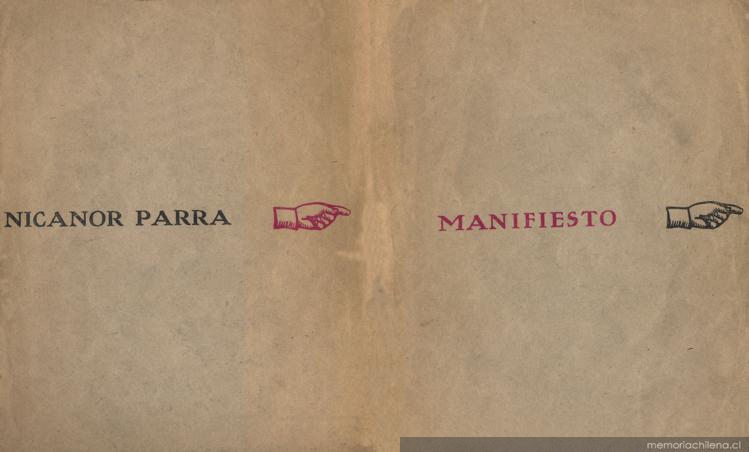 NICANOR PARRA
MANIFIESTO
memoriachilena.cl